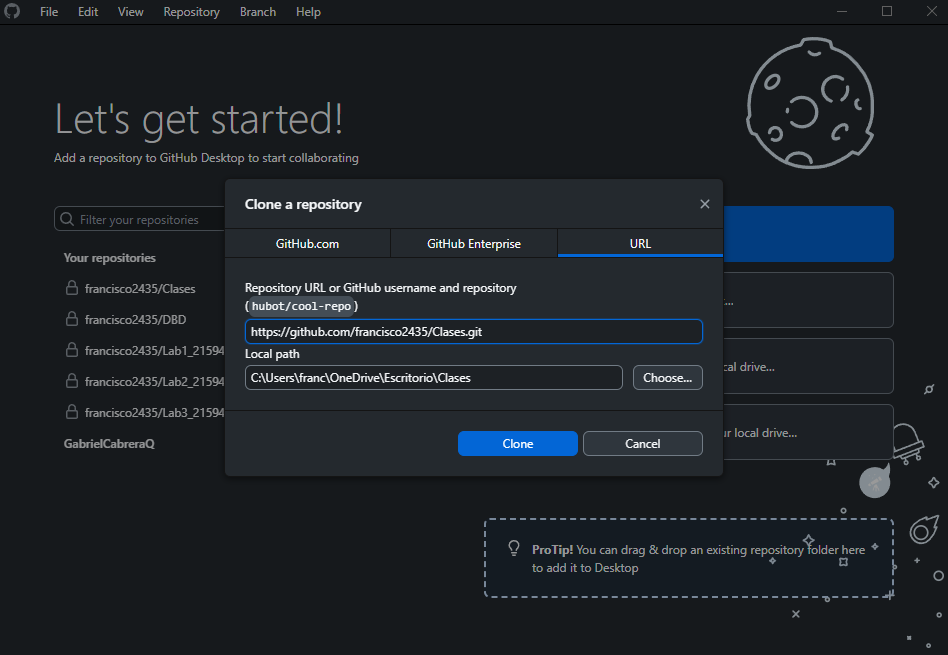 File Edit View Repository Branch Help
Let's get started!
Add a repository to GitHub Desktop to start collaborating
Filter your repositories
Your repositories
francisco2435/Clases
francisco2435/DBD
francisco2435/Lab1_21594
francisco2435/Lab2_21594
francisco2435/Lab3_21594
GabrielCabreraQ
Clone a repository
GitHub.com GitHub Enterprise URL
Repository URL or GitHub username and repository
(hubot/cool-repo)
https://github.com/francisco2435/Clases.git
Local path
C:\Users\franc\OneDrive\Escritorio\Clases Choose...
Clone Cancel
...
cal drive...
r local drive...
ProTip! You can drag & drop an existing repository folder here
to add it to Desktop